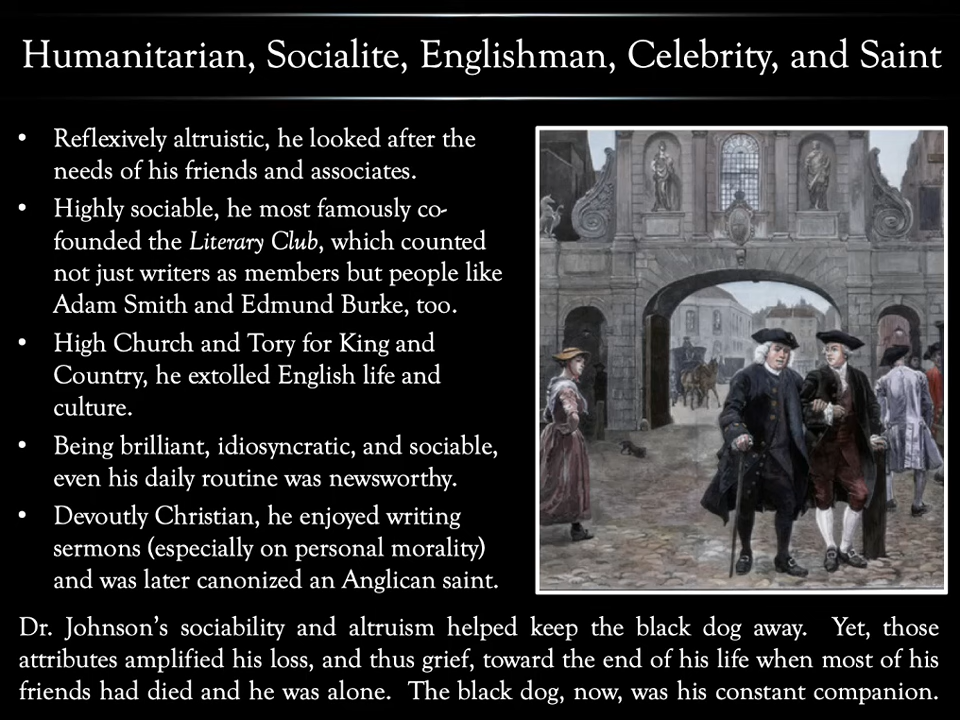 Humanitarian, Socialite, Englishman, Celebrity, and Saint
• Reflexively altruistic, he looked after the
needs of his friends and associates.
• Highly sociable, he most famously co-
founded the Literary Club, which counted
not just writers as members but people like
Adam Smith and Edmund Burke, too.
• High Church and Tory for King and
Country, he extolled English life and
culture.
• Being brilliant, idiosyncratic, and sociable,
even his daily routine was newsworthy.
• Devoutly Christian, he enjoyed writing
sermons (especially on personal morality)
and was later canonized an Anglican saint.
Dr. Johnson’s sociability and altruism helped keep the black dog away. Yet, those
attributes amplified his loss, and thus grief, toward the end of his life when most of his
friends had died and he was alone. The black dog, now, was his constant companion.